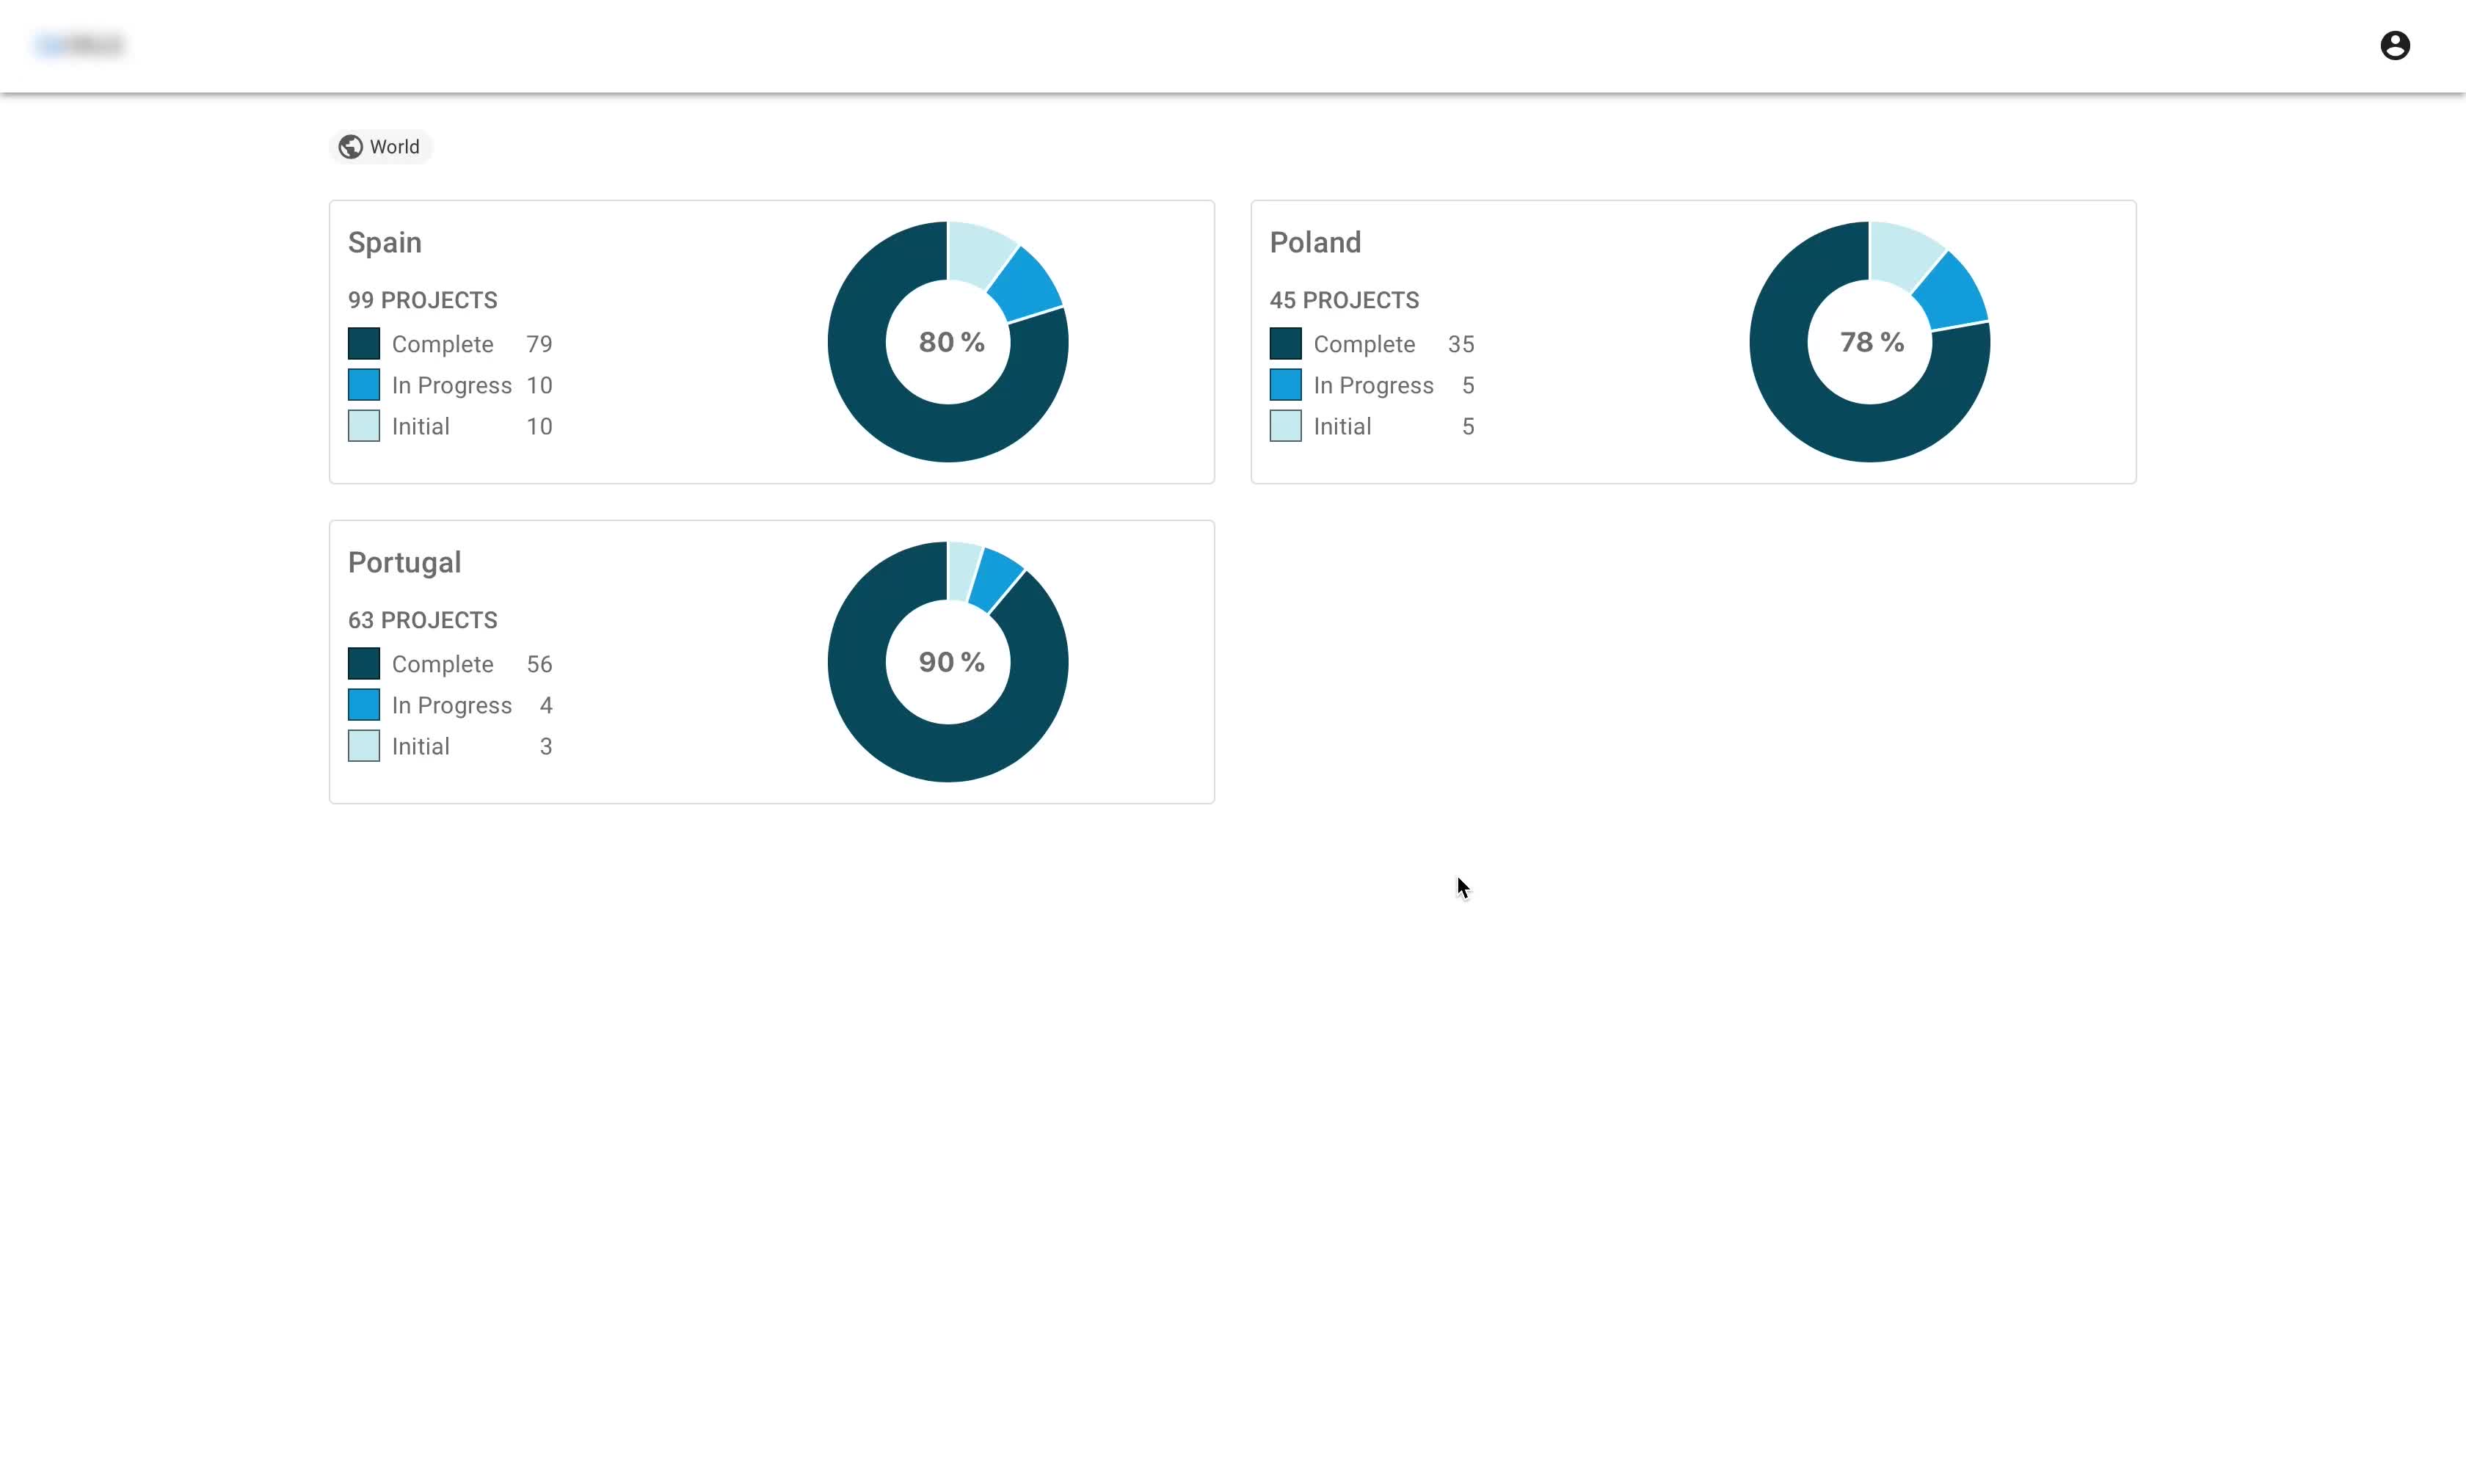 World
Spain
99 PROJECTS
Complete 79
In Progress 10
Initial 10
80 %
Poland
45 PROJECTS
Complete 35
In Progress 5
Initial 5
78 %
Portugal
63 PROJECTS
Complete 56
In Progress 4
Initial 3
90 %